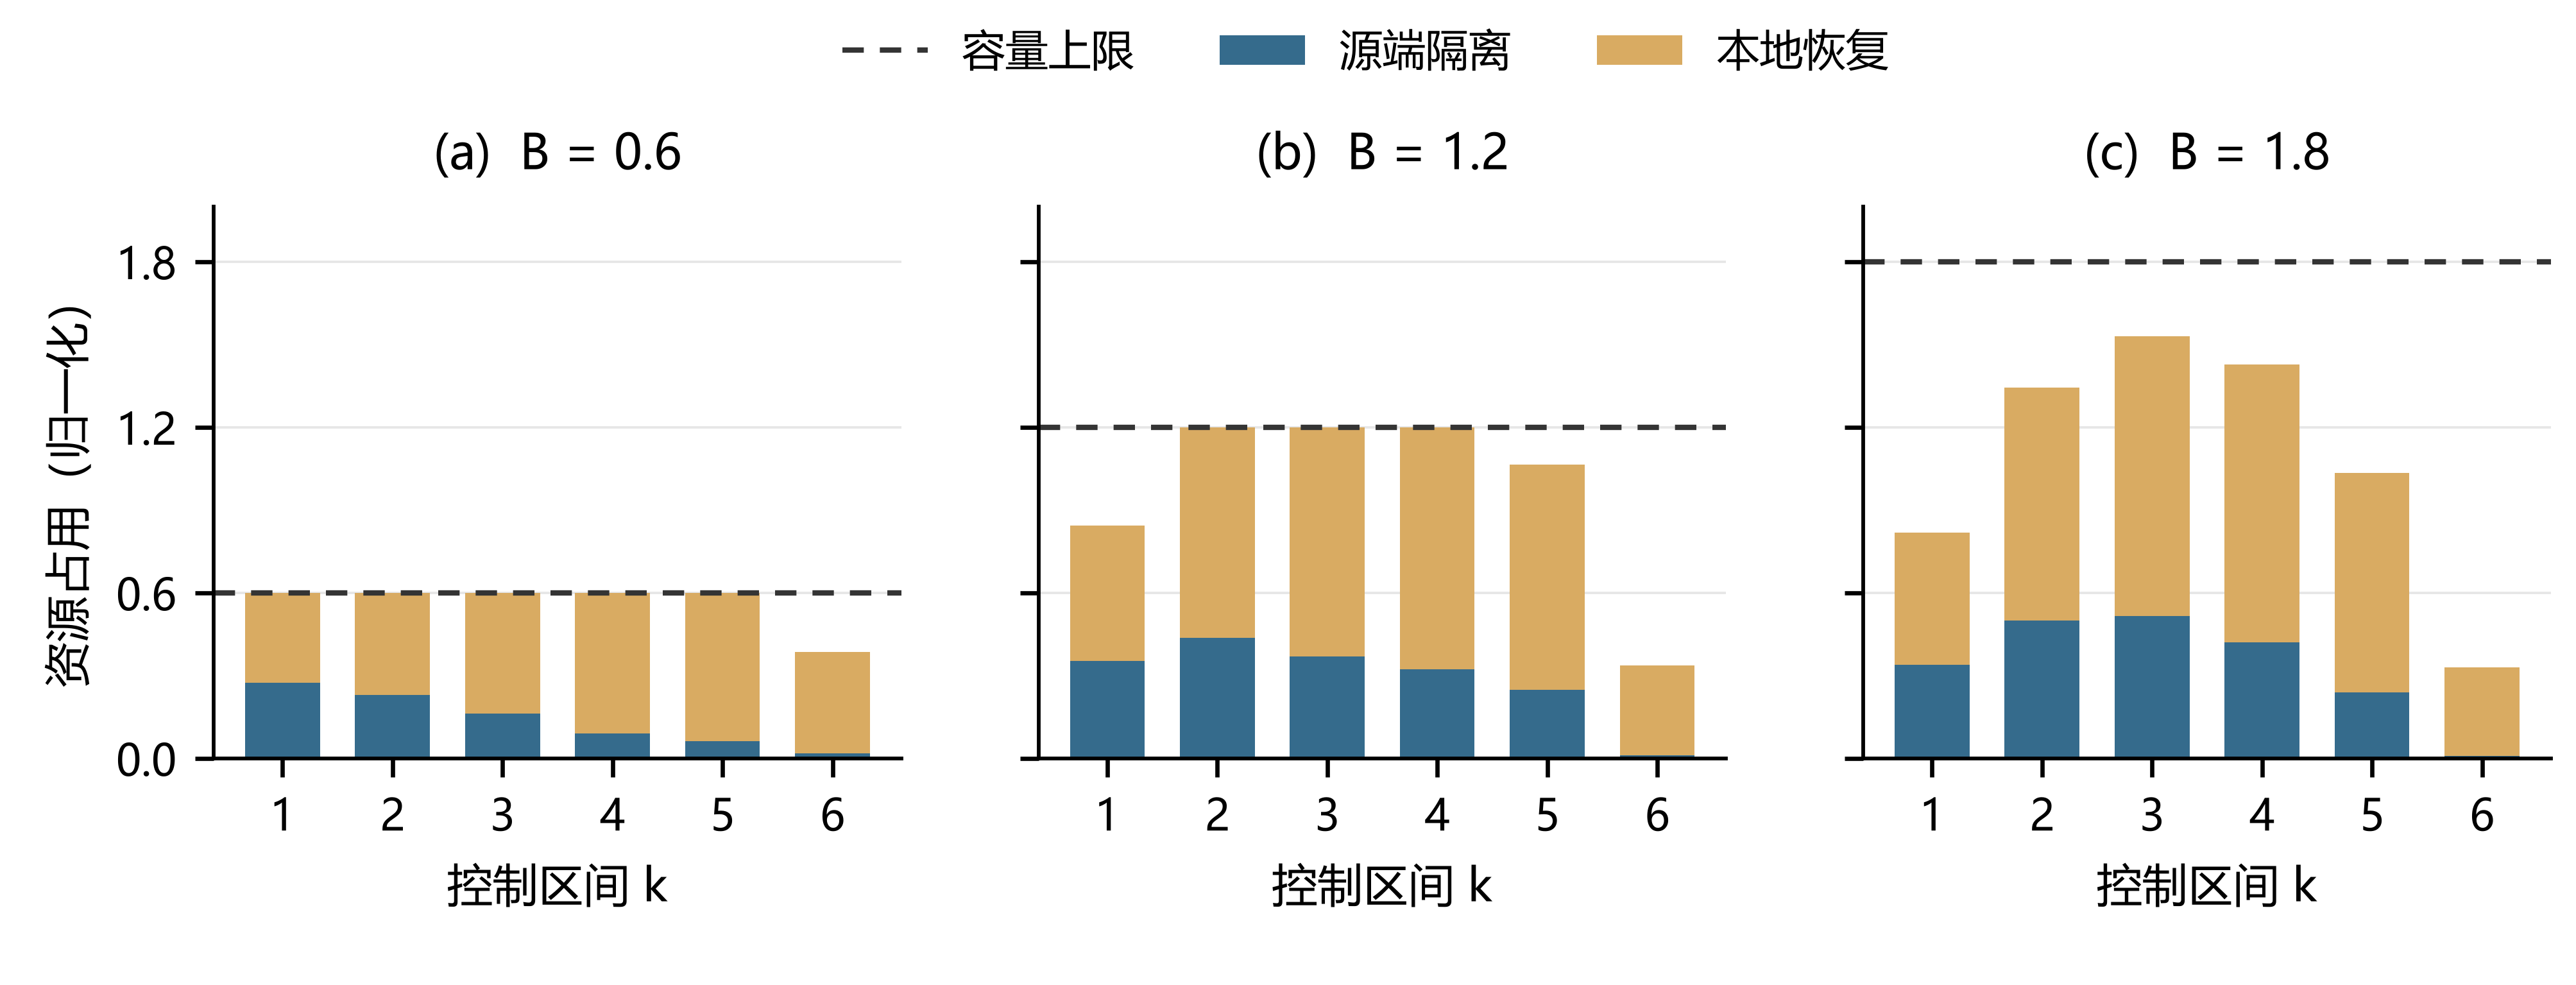 容量上限 源端隔离 本地恢复
(a) B = 0.6 (b) B = 1.2 (c) B = 1.8
资源占用 (归一化)
1.8
1.2
0.6
0.0
1 2 3 4 5 6 1 2 3 4 5 6 1 2 3 4 5 6
控制区间 k 控制区间 k 控制区间 k